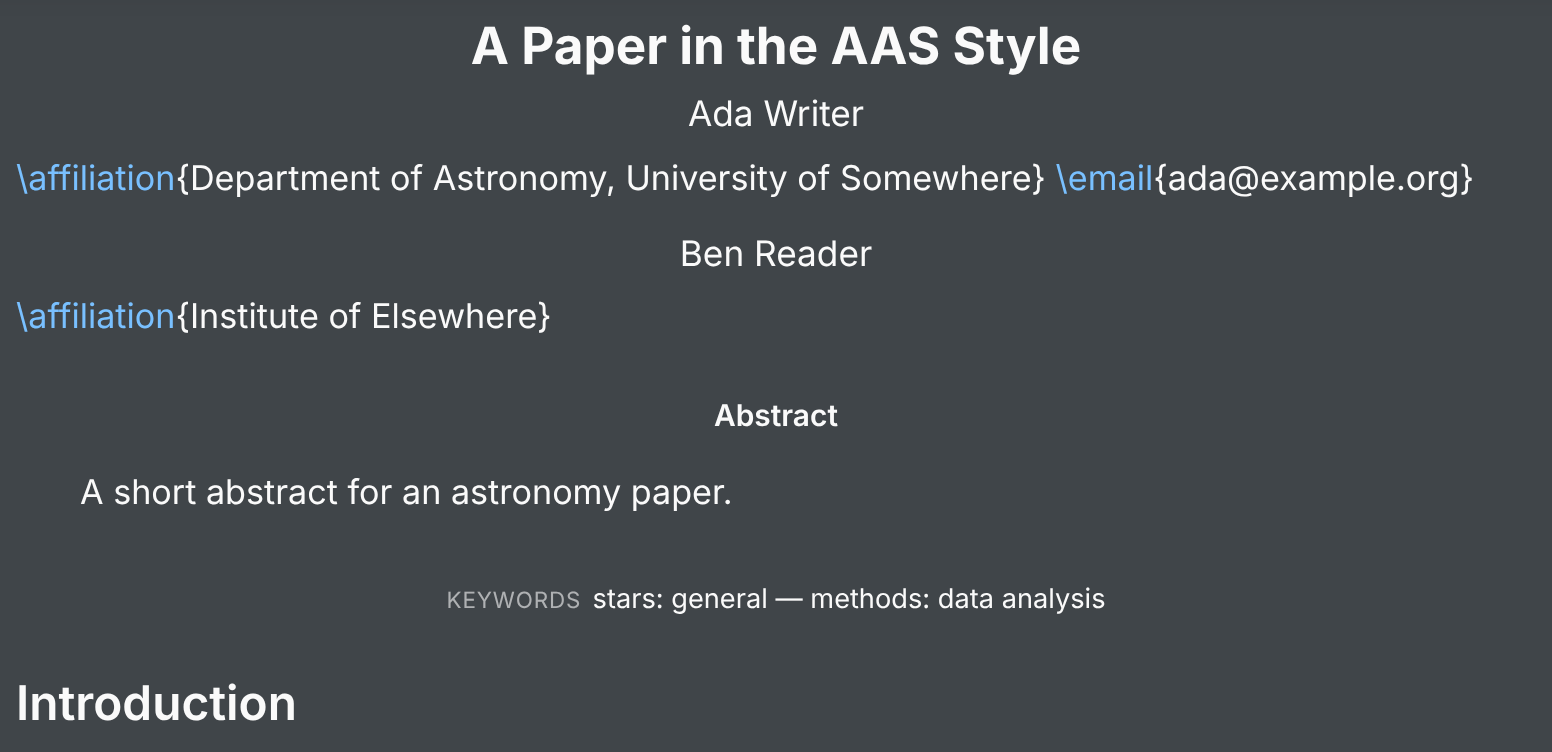 A Paper in the AAS Style
Ada Writer
\affiliation{Department of Astronomy, University of Somewhere} \email{ada@example.org}
Ben Reader
\affiliation{Institute of Elsewhere}
Abstract
A short abstract for an astronomy paper.
KEYWORDS stars: general — methods: data analysis
Introduction